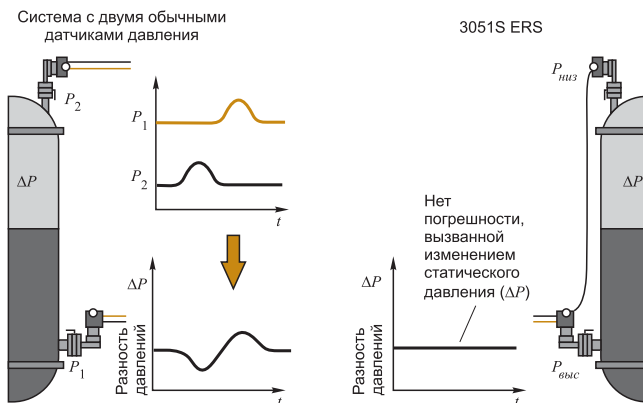 Система с двумя обычными
датчиками давления
P2
P1
P2
t
ΔP
ΔP
Разность
давлений
t
P1
3051S ERS
Pниз
ΔP
Нет
погрешности,
вызванной
изменением
статического
давления (ΔP)
ΔP
Разность
давлений
t
Pвыс